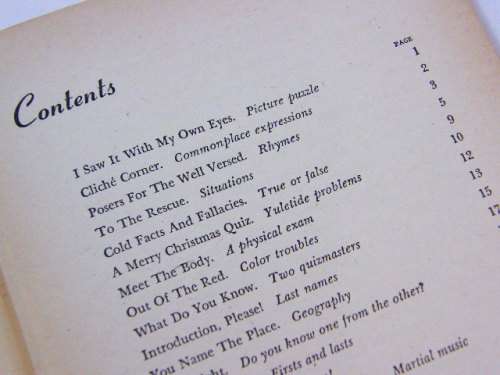 Contents
PAGE
I Saw It With My Own Eyes. Picture puzzle 1
Cliché Corner. Commonplace expressions 2
Posers For The Well Versed. Rhymes 3
To The Rescue. Situations 5
Cold Facts And Fallacies. True or false 9
A Merry Christmas Quiz. Yuletide problems 10
Meet The Body. A physical exam 12
Out Of The Red. Color troubles 13
What Do You Know. Two quizmasters 15
Introduction, Please! Last names 17
You Name The Place. Geography
Do you know one from the other?
Firsts and lasts
Martial music